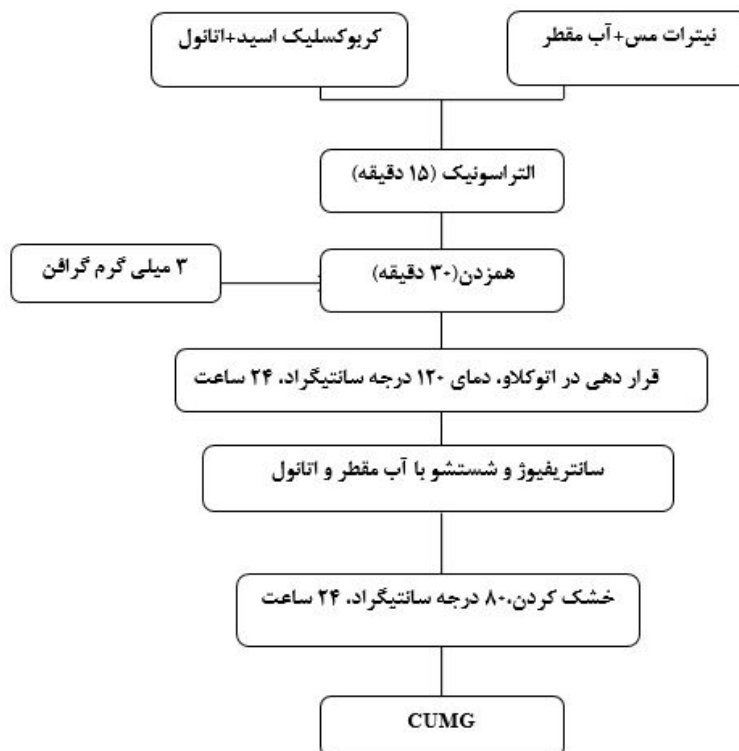 نیترات مس+آب مقطر
کربوکسلیک اسید+اتانول
التراسونیک (۱۵ دقیقه)
همزدن(۳۰ دقیقه)
۳ میلی گرم گرافن
قرار دهی در اتوکلاو، دمای ۱۲۰ درجه سانتیگراد، ۲۴ ساعت
سانتریفیوژ و شستشو با آب مقطر و اتانول
خشک کردن،۸۰ درجه سانتیگراد، ۲۴ ساعت
CUMG